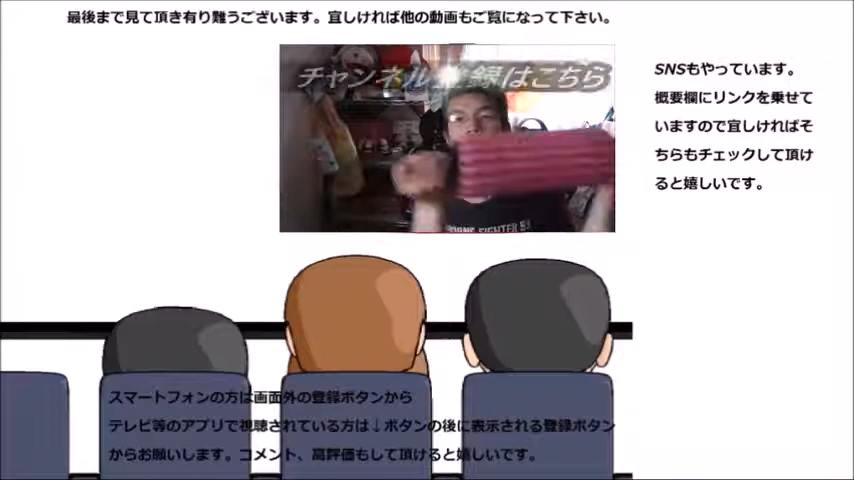 最後まで見て頂き有り難うございます。宜しければ他の動画もご覧になって下さい。
チャンネル登録はこちら
SNSもやっています。
概要欄にリンクを乗せて
いますので宜しければそ
ちらもチェックして頂け
ると嬉しいです。
FIGHTER
スマートフォンの方は画面外の登録ボタンから
テレビ等のアプリで視聴されている方は↓ボタンの後に表示される登録ボタン
からお願いします。コメント、高評価もして頂けると嬉しいです。